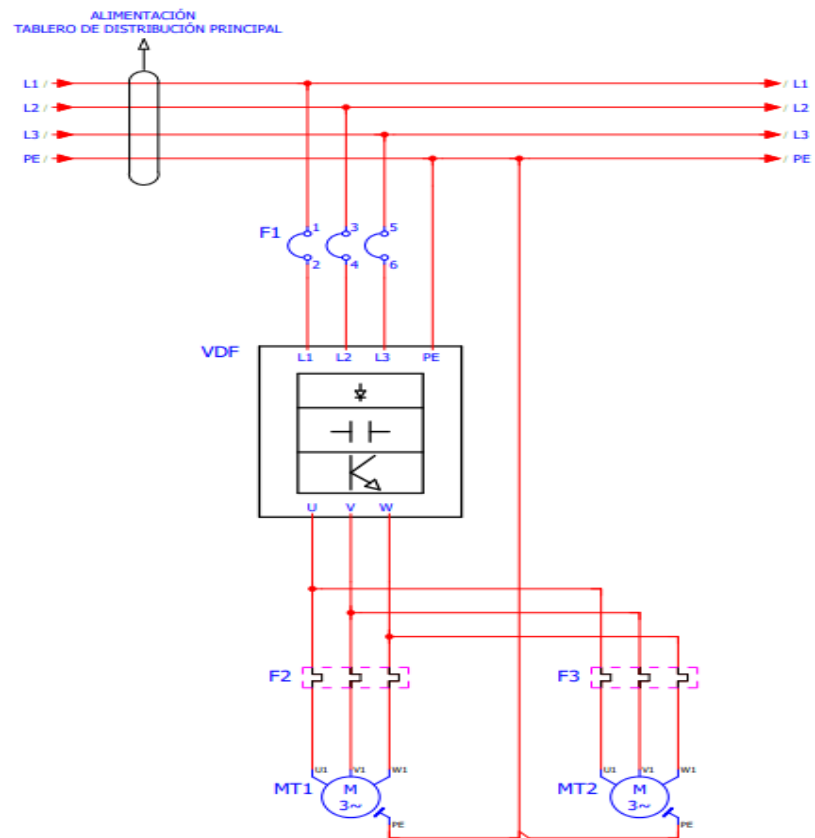 ALIMENTACIÓN
TABLERO DE DISTRIBUCIÓN PRINCIPAL
L1 / / L1
L2 / / L2
L3 / / L3
PE / / PE
F1 1 3 5
2 4 6
VDF
L1 L2 L3 PE
U V W
F2 F3
U1 V1 W1 U1 V1 W1
MT1 M 3~ MT2 M 3~
PE PE